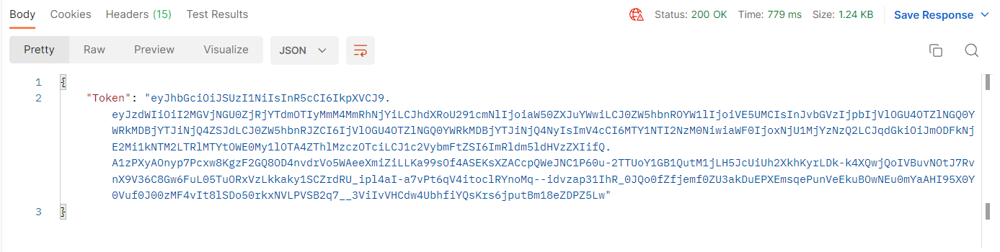 Body Cookies Headers (15) Test Results Status: 200 OK Time: 779 ms Size: 1.24 KB Save Response
Pretty Raw Preview Visualize JSON
1 {
2 "Token": "eyJhbGciOiJSUzI1NiIsInR5cCI6IkpXVCJ9.
eyJzdWIiOiI2MGVjNGU0ZjRjYTdmOTIyMmM4MmRhNjYiLCJhdXRoU291cmNlIjoiaW50ZXJuYWwiLCJ0ZW5hbnROYW1lIjoiVE5UMCIsInJvbGVzIjpbIjVlOGU4OTZlNGQ0Y
WRkMDBjYTJiNjQ4ZSJdLCJ0ZW5hbnRJZCI6IjVlOGU4OTZlNGQ0YWRkMDBjYTJiNjQ4NyIsImV4cCI6MTY1NTI2NzM0NiwiaWF0IjoxNjU1MjYzNzQ2LCJqdGkiOiJmODFkNj
E2Mi1kNTM2LTRlMTYtOWE0My1lOTA4ZThlMzczOTciLCJ1c2VybmFtZSI6ImRldm5ldHVzZXIifQ.
A1zPXyAOnyp7Pcxw8KgzF2GQ8OD4nvdrVo5WAeeXmiZiLLKa99sOf4ASEKsXZACcpQWeJNC1P60u-2TTUoY1GB1QutM1jLH5JcUiUh2XkhKyrLDk-k4XQwjQoIVBuvNOtJ7Rv
nX9V36C8Gw6FuL05TuORxVzLkkaky1SCZrdRU_ipl4aI-a7vPt6qV4itoclRYnoMq--idvzap31IhR_0JQo0fZfjemf0ZU3akDuEPXEmsqePunVeEkuBOwNEu0mYaAHI95X0Y
0Vuf0J00zMF4vIt8lSDo50rkxNVLPVSB2q7__3ViIvVHCdw4UbhfiYQsKrs6jputBm18eZDPZ5Lw"
3 }